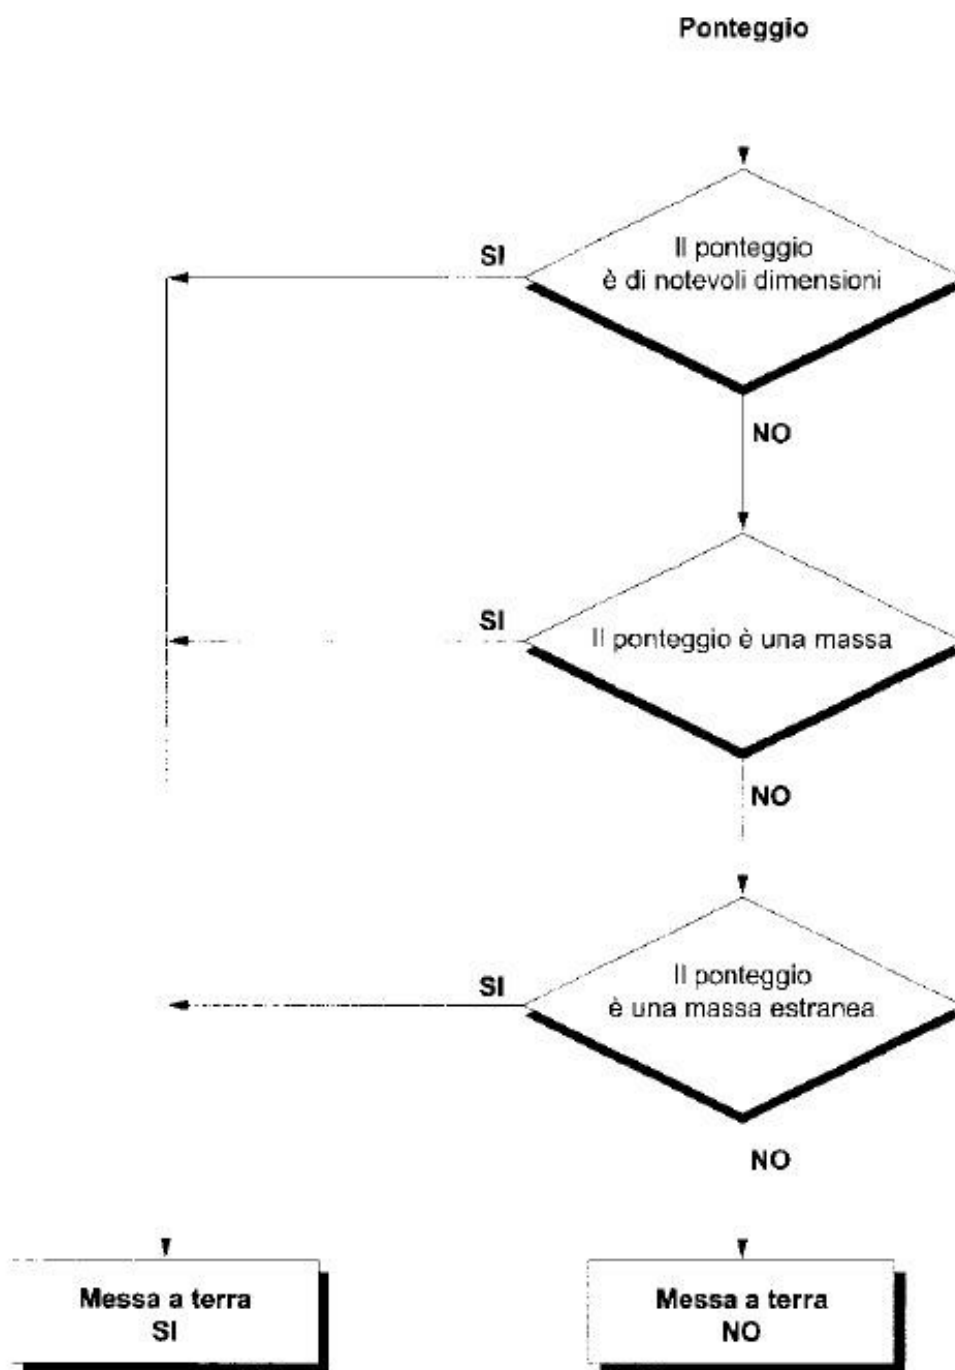 Ponteggio
Il ponteggio
è di notevoli dimensioni
SI
NO
Il ponteggio è una massa
SI
NO
Il ponteggio
è una massa estranea
SI
NO
Messa a terra
SI
Messa a terra
NO